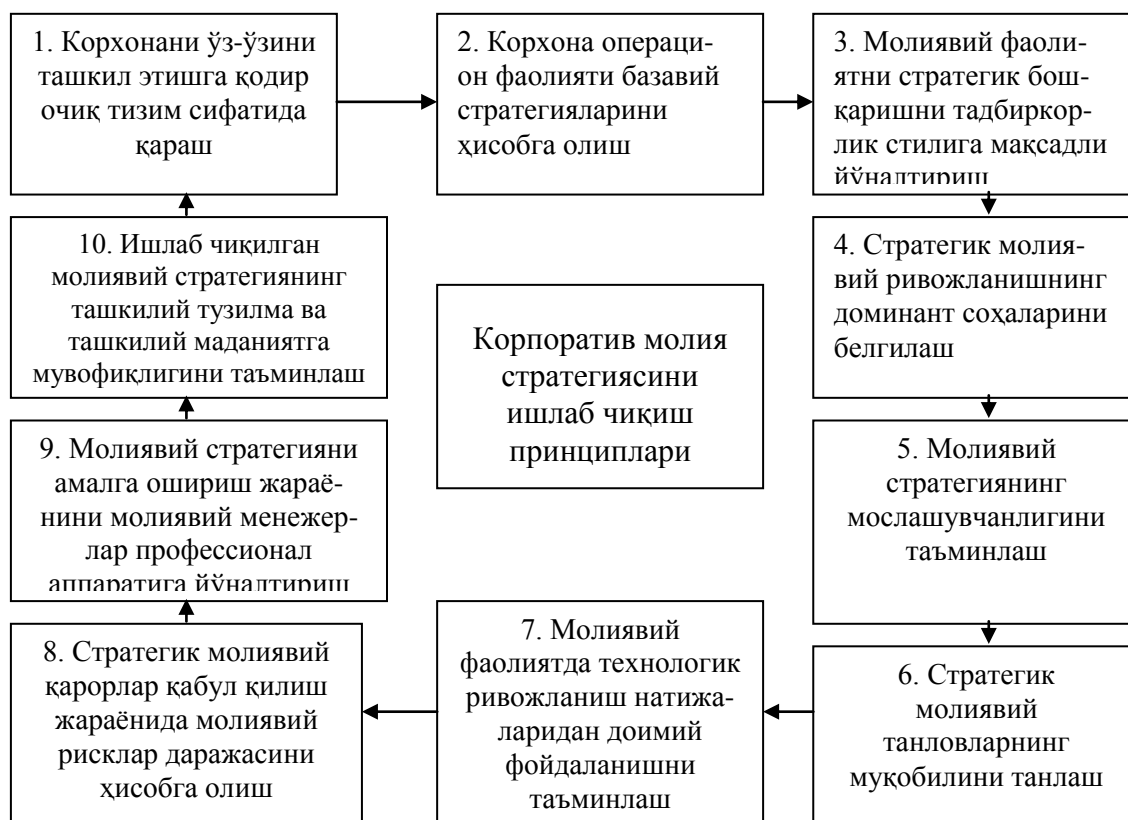 1. Корхонани ўз-ўзини
ташкил этишга қодир
очиқ тизим сифатида
қараш
2. Корхона операци-
он фаолияти базавий
стратегияларини
ҳисобга олиш
3. Молиявий фаоли-
ятни стратегик бош-
қаришни тадбиркор-
лик стилига мақсадли
йўналтириш
4. Стратегик молия-
вий ривожланишнинг
доминант соҳаларини
белгилаш
5. Молиявий
стратегиянинг
мослашувчанлигини
таъминлаш
6. Стратегик
молиявий
танловларнинг
муқобилини танлаш
7. Молиявий
фаолиятда технологик
ривожланиш натижа-
ларидан доимий
фойдаланишни
таъминлаш
8. Стратегик молиявий
қарорлар қабул қилиш
жараёнида молиявий
рисклар даражасини
ҳисобга олиш
9. Молиявий стратегияни
амалга ошириш жараё-
нини молиявий менежер-
лар профессионал
аппаратига йўналтириш
10. Ишлаб чиқилган
молиявий стратегиянинг
ташкилий тузилма ва
ташкилий маданиятга
мувофиқлигини таъминлаш
Корпоратив молия
стратегиясини
ишлаб чиқиш
принциплари